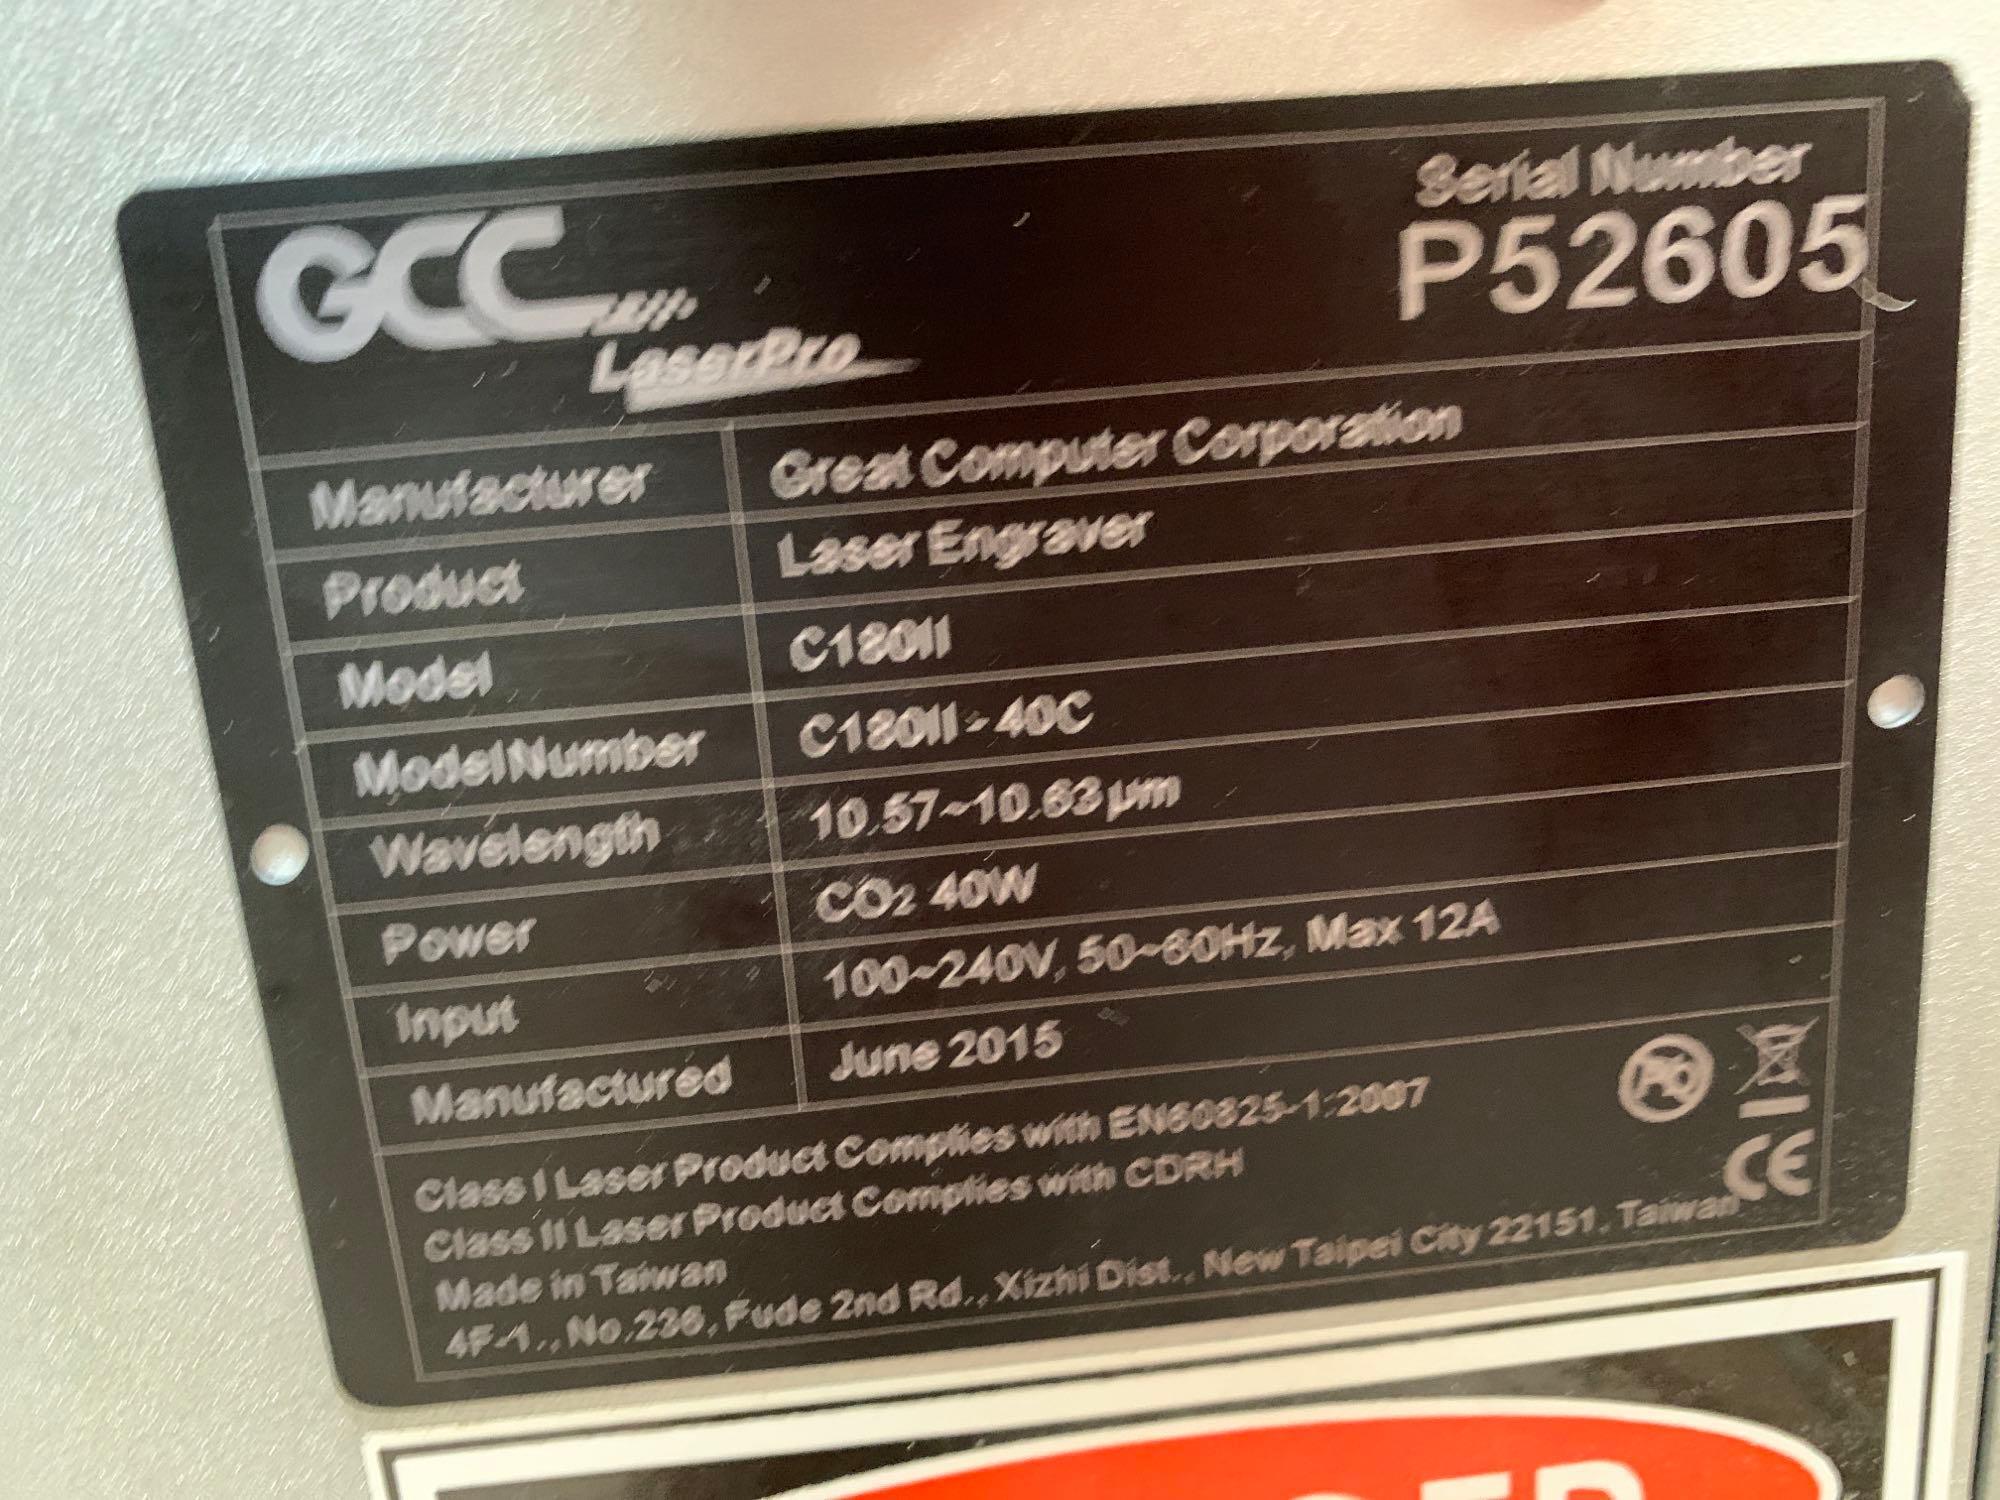 GCC
LaserPro
Serial Number
P52605
Manufacturer Great Computer Corporation
Product Laser Engraver
Model C180II
Model Number C180II - 40C
Wavelength 10.57~10.63µm
Power CO2 40W
Input 100~240V, 50~60Hz, Max 12A
Manufactured June 2015
Class I Laser Product Complies with EN60825-1:2007
Class II Laser Product Complies with CDRH
Made in Taiwan
4F-1., No.236, Fude 2nd Rd., Xizhi Dist., New Taipei City 22151, Taiwan
Pb
CE